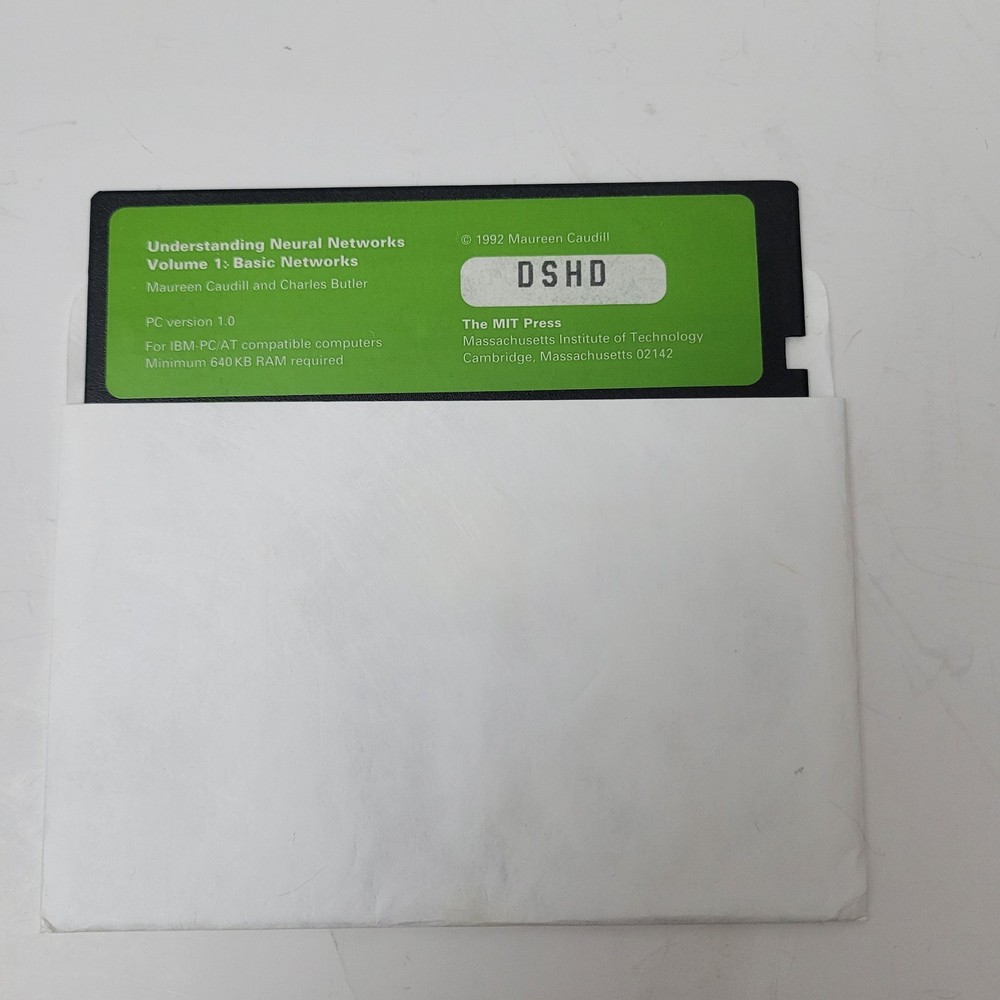 Understanding Neural Networks
Volume 1: Basic Networks
Maureen Caudill and Charles Butler
PC version 1.0
For IBM-PC/AT compatible computers
Minimum 640KB RAM required
© 1992 Maureen Caudill
DSHD
The MIT Press
Massachusetts Institute of Technology
Cambridge, Massachusetts 02142